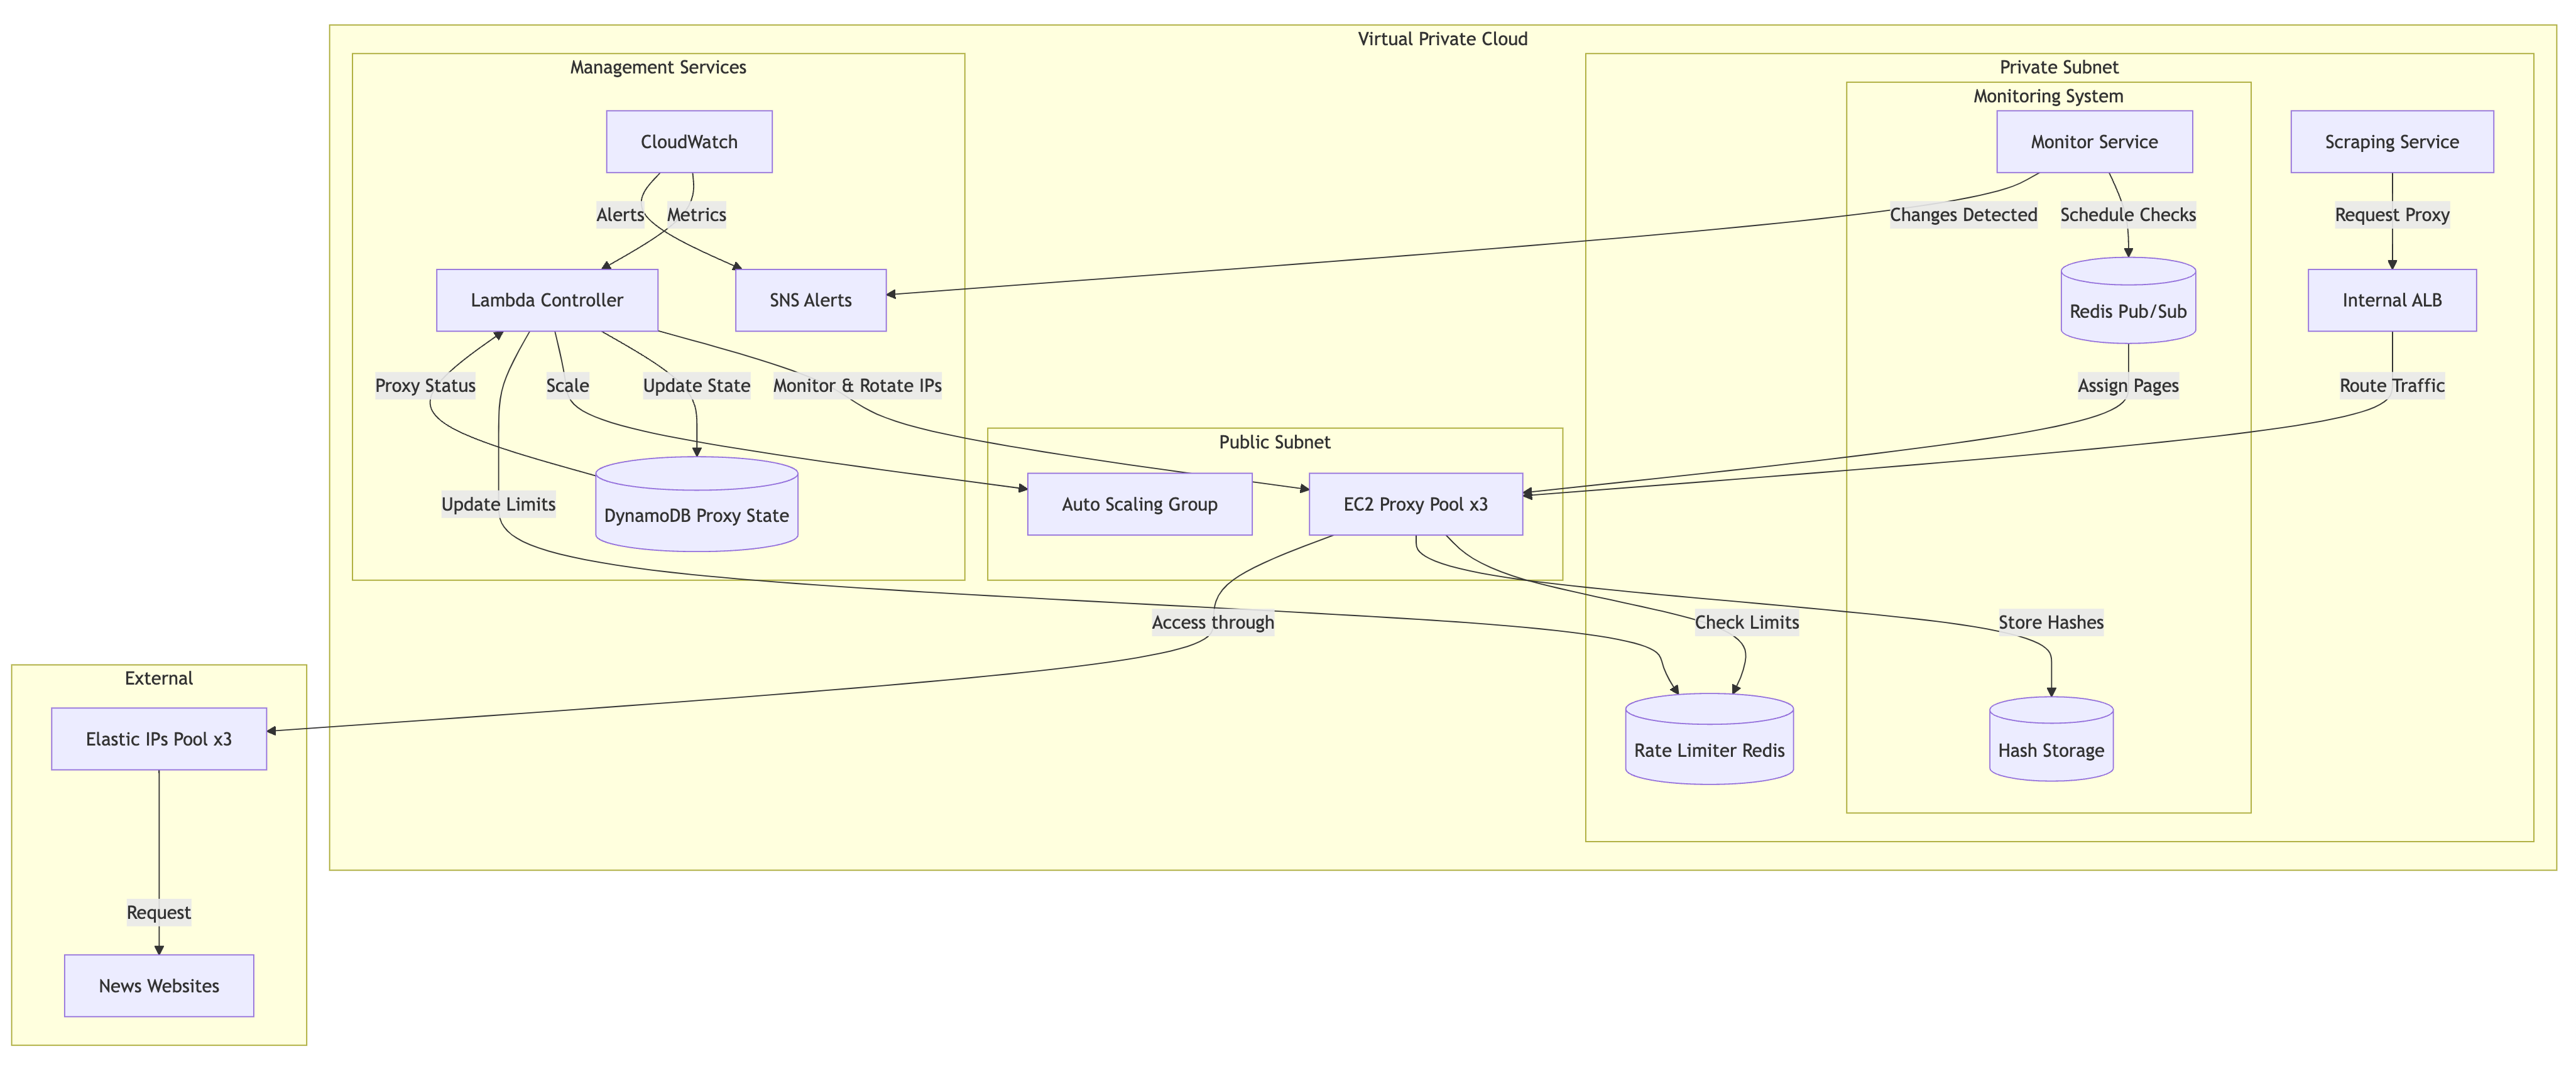 Virtual Private Cloud
Management Services
Private Subnet
Monitoring System
CloudWatch
Monitor Service
Scraping Service
Alerts
Metrics
Changes Detected
Schedule Checks
Request Proxy
Lambda Controller
SNS Alerts
Redis Pub/Sub
Internal ALB
Proxy Status
Scale
Update State
Monitor & Rotate IPs
Assign Pages
Route Traffic
Public Subnet
Update Limits
DynamoDB Proxy State
Auto Scaling Group
EC2 Proxy Pool x3
Access through
Check Limits
Store Hashes
External
Elastic IPs Pool x3
Rate Limiter Redis
Hash Storage
Request
News Websites